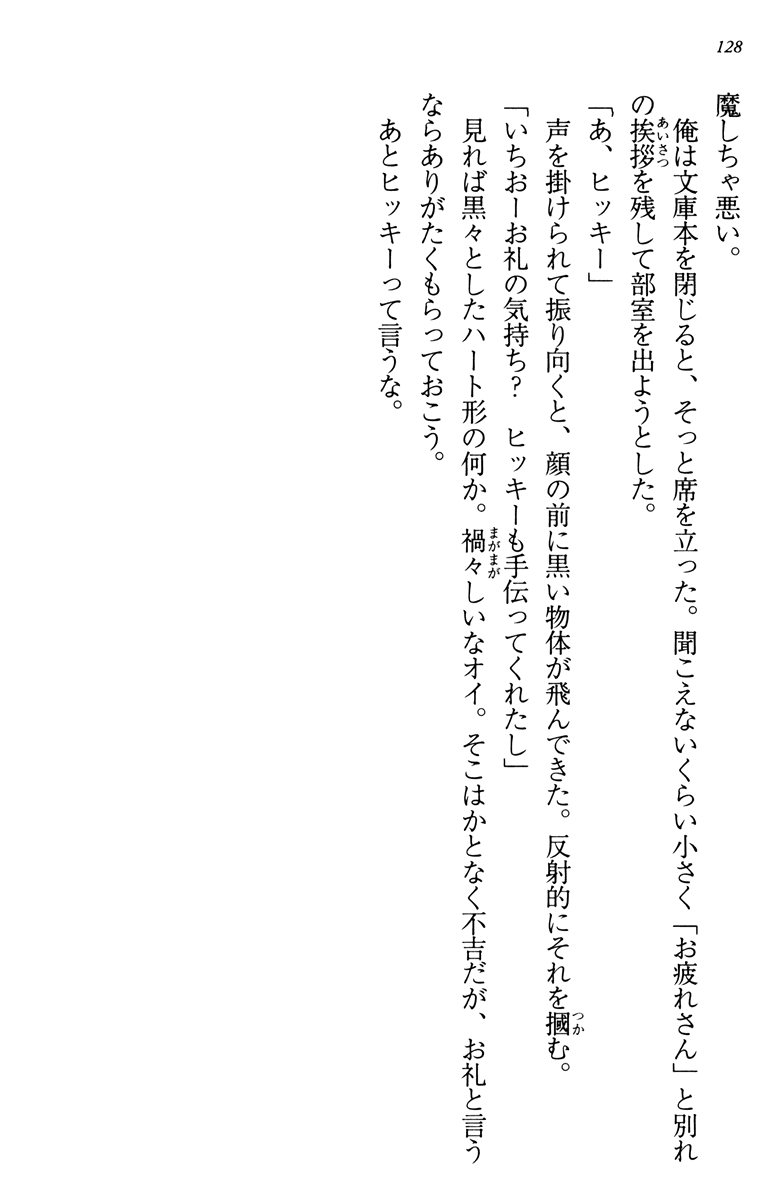 128
魔しちゃ悪い。
　俺は文庫本を閉じると、そっと席を立った。聞こえないくらい小さく「お疲れさん」と別れ
の挨拶あいさつを残して部室を出ようとした。
「あ、ヒッキー」
　声を掛けられて振り向くと、顔の前に黒い物体が飛んできた。反射的にそれを摑つかむ。
「いちおーお礼の気持ち？　ヒッキーも手伝ってくれたし」
　見れば黒々としたハート形の何か。禍々まがまがしいなオイ。そこはかとなく不吉だが、お礼と言う
ならありがたくもらっておこう。
　あとヒッキーって言うな。